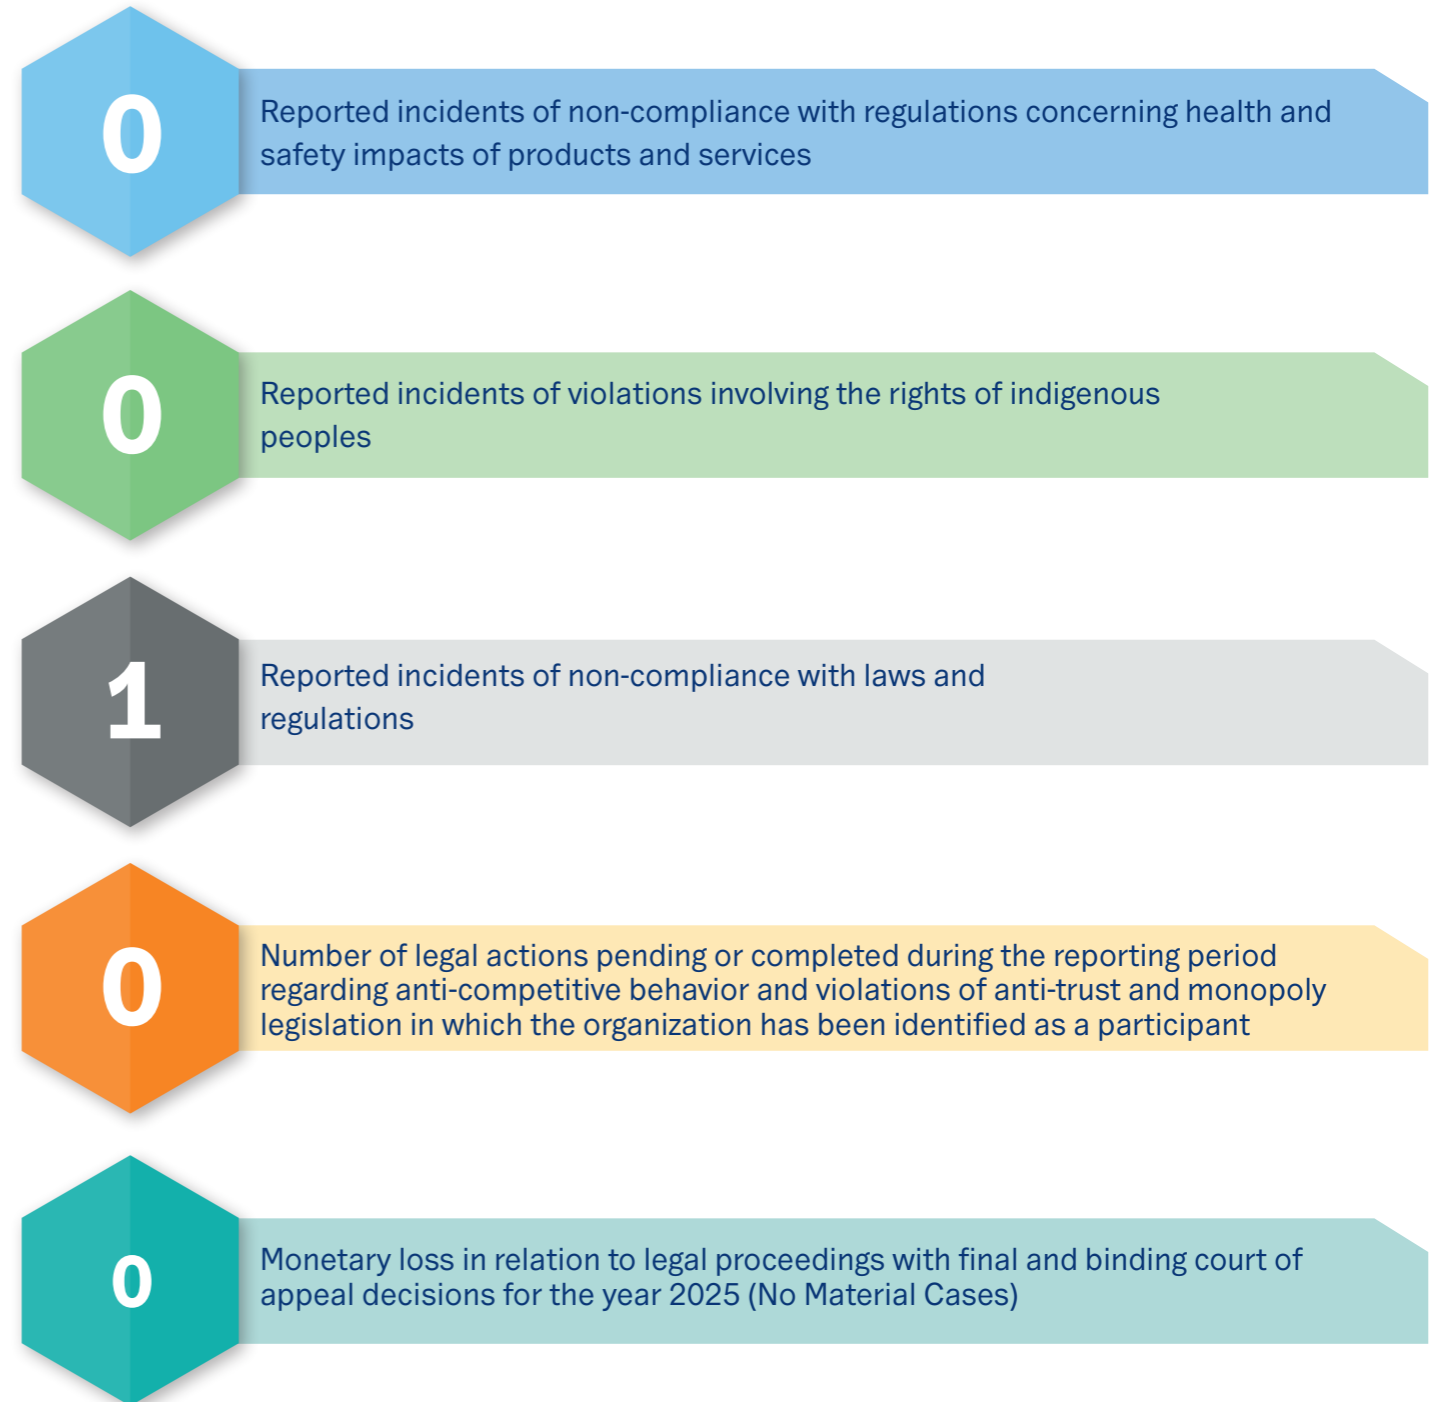 0
Reported incidents of non-compliance with regulations concerning health and
safety impacts of products and services
0
Reported incidents of violations involving the rights of indigenous
peoples
1
Reported incidents of non-compliance with laws and
regulations
0
Number of legal actions pending or completed during the reporting period
regarding anti-competitive behavior and violations of anti-trust and monopoly
legislation in which the organization has been identified as a participant
0
Monetary loss in relation to legal proceedings with final and binding court of
appeal decisions for the year 2025 (No Material Cases)